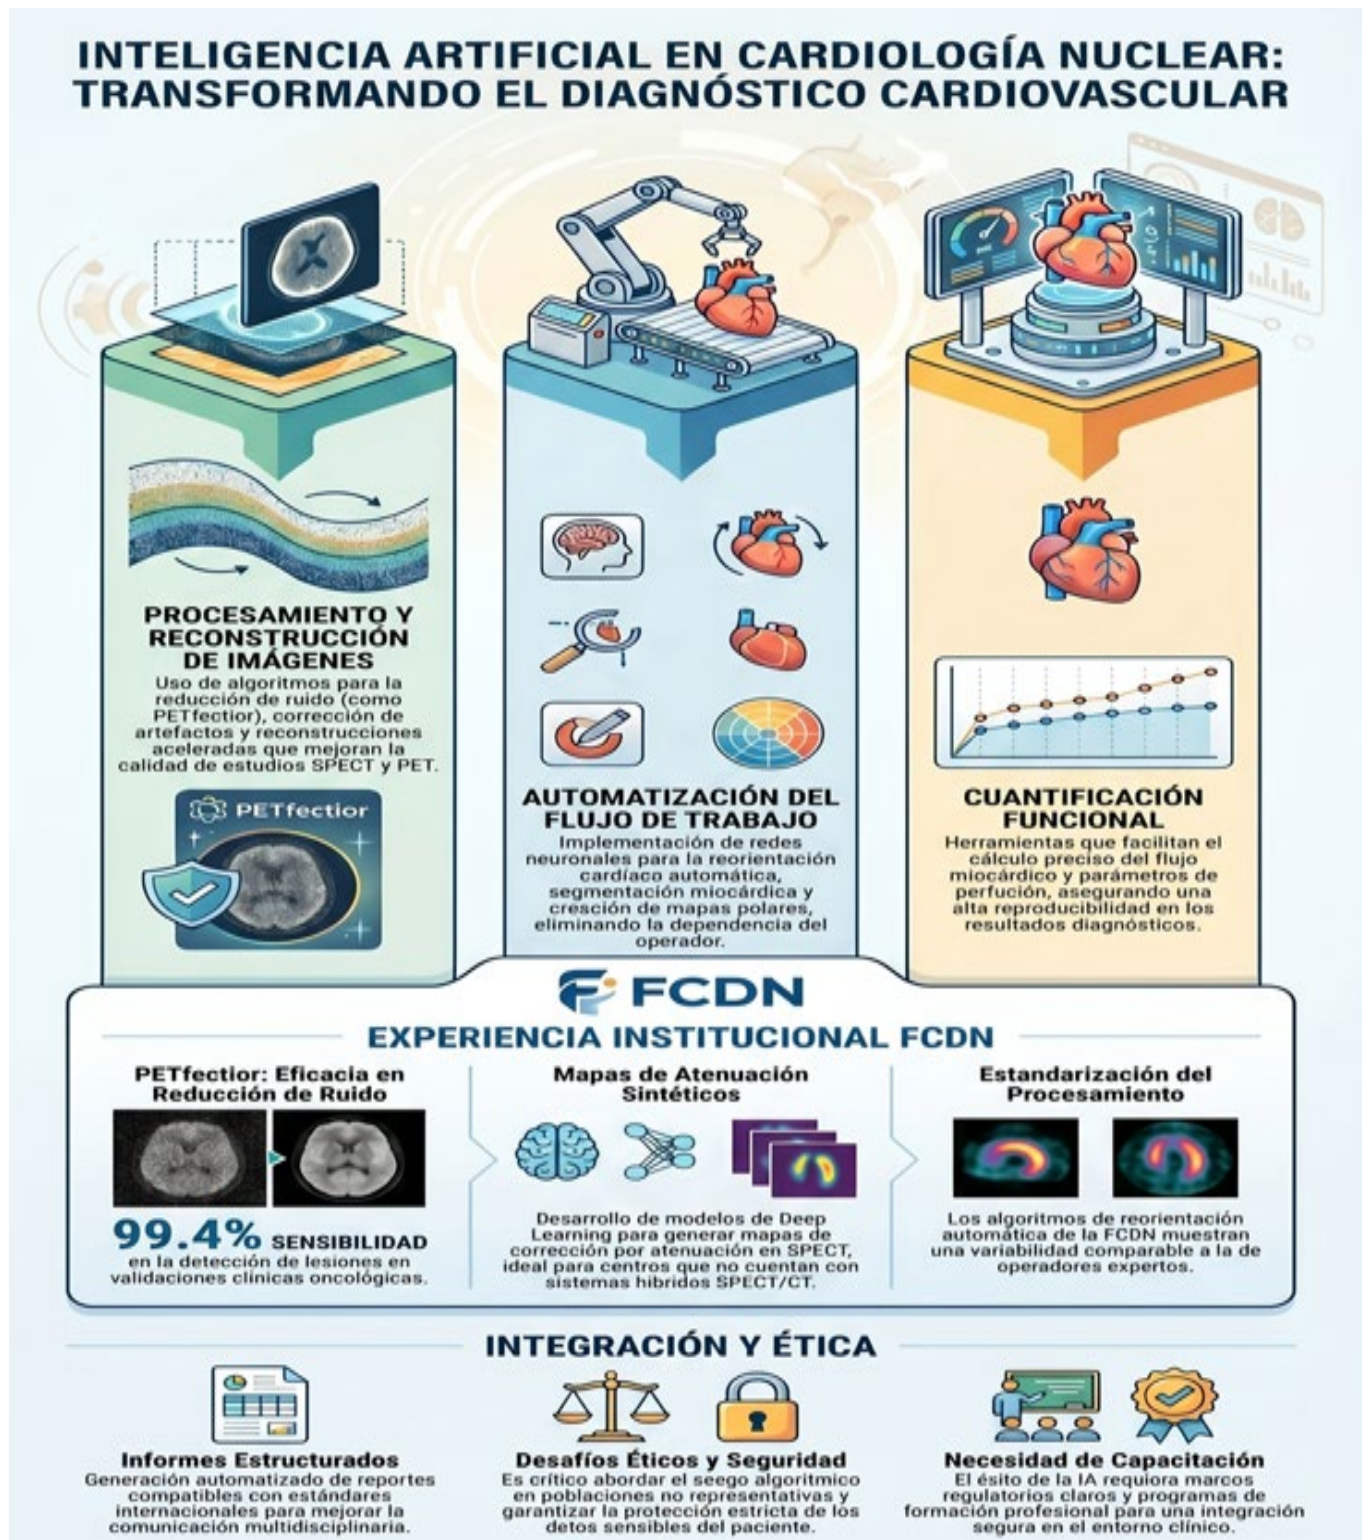 INTELIGENCIA ARTIFICIAL EN CARDIOLOGÍA NUCLEAR:
TRANSFORMANDO EL DIAGNÓSTICO CARDIOVASCULAR
PROCESAMIENTO Y
RECONSTRUCCIÓN
DE IMÁGENES
Uso de algoritmos para la
reducción de ruido (como
PETfectior), corrección de
artefactos y reconstrucciones
aceleradas que mejoran la
calidad de estudios SPECT y PET.
PETfectior
AUTOMATIZACIÓN DEL
FLUJO DE TRABAJO
Implementación de redes
neuronales para la reorientación
cardíaco automática,
segmentación miocárdica y
cresción de mapas polares,
eliminando la dependencia del
operador.
CUANTIFICACIÓN
FUNCIONAL
Herramientas que facilitan el
cálculo preciso del flujo
miocárdico y parámetros de
perfución, asegurando una
alta reproducibilidad en los
resultados diagnósticos.
FCDN
EXPERIENCIA INSTITUCIONAL FCDN
PETfectior: Eficacia en
Reducción de Ruido
99.4% SENSIBILIDAD
en la detección de lesiones en
validaciones clínicas oncológicas.
Mapas de Atenuación
Sintéticos
Desarrollo de modelos de Deep
Learning para generar mapas de
corrección por atenuación en SPECT,
ideal para centros que no cuentan con
sistemas híbridos SPECT/CT.
Estandarización del
Procesamiento
Los algoritmos de reorientación
automática de la FCDN muestran
una variabilidad comparable a la de
operadores expertos.
INTEGRACIÓN Y ÉTICA
Informes Estructurados
Generación automatizado de reportes
compatibles con estándares
internacionales para mejorar la
comunicación multidisciplinaria.
Desafíos Éticos y Seguridad
Es crítico abordar el seego algoritmico
en poblaciones no representativas y
garantizar la protección estricta de los
detos sensibles del paciente.
Necesidad de Capacitación
El ésito de la IA requiora marcos
regulatorios claros y programas de
formación profesional para una integración
segura en el entorno clínico.